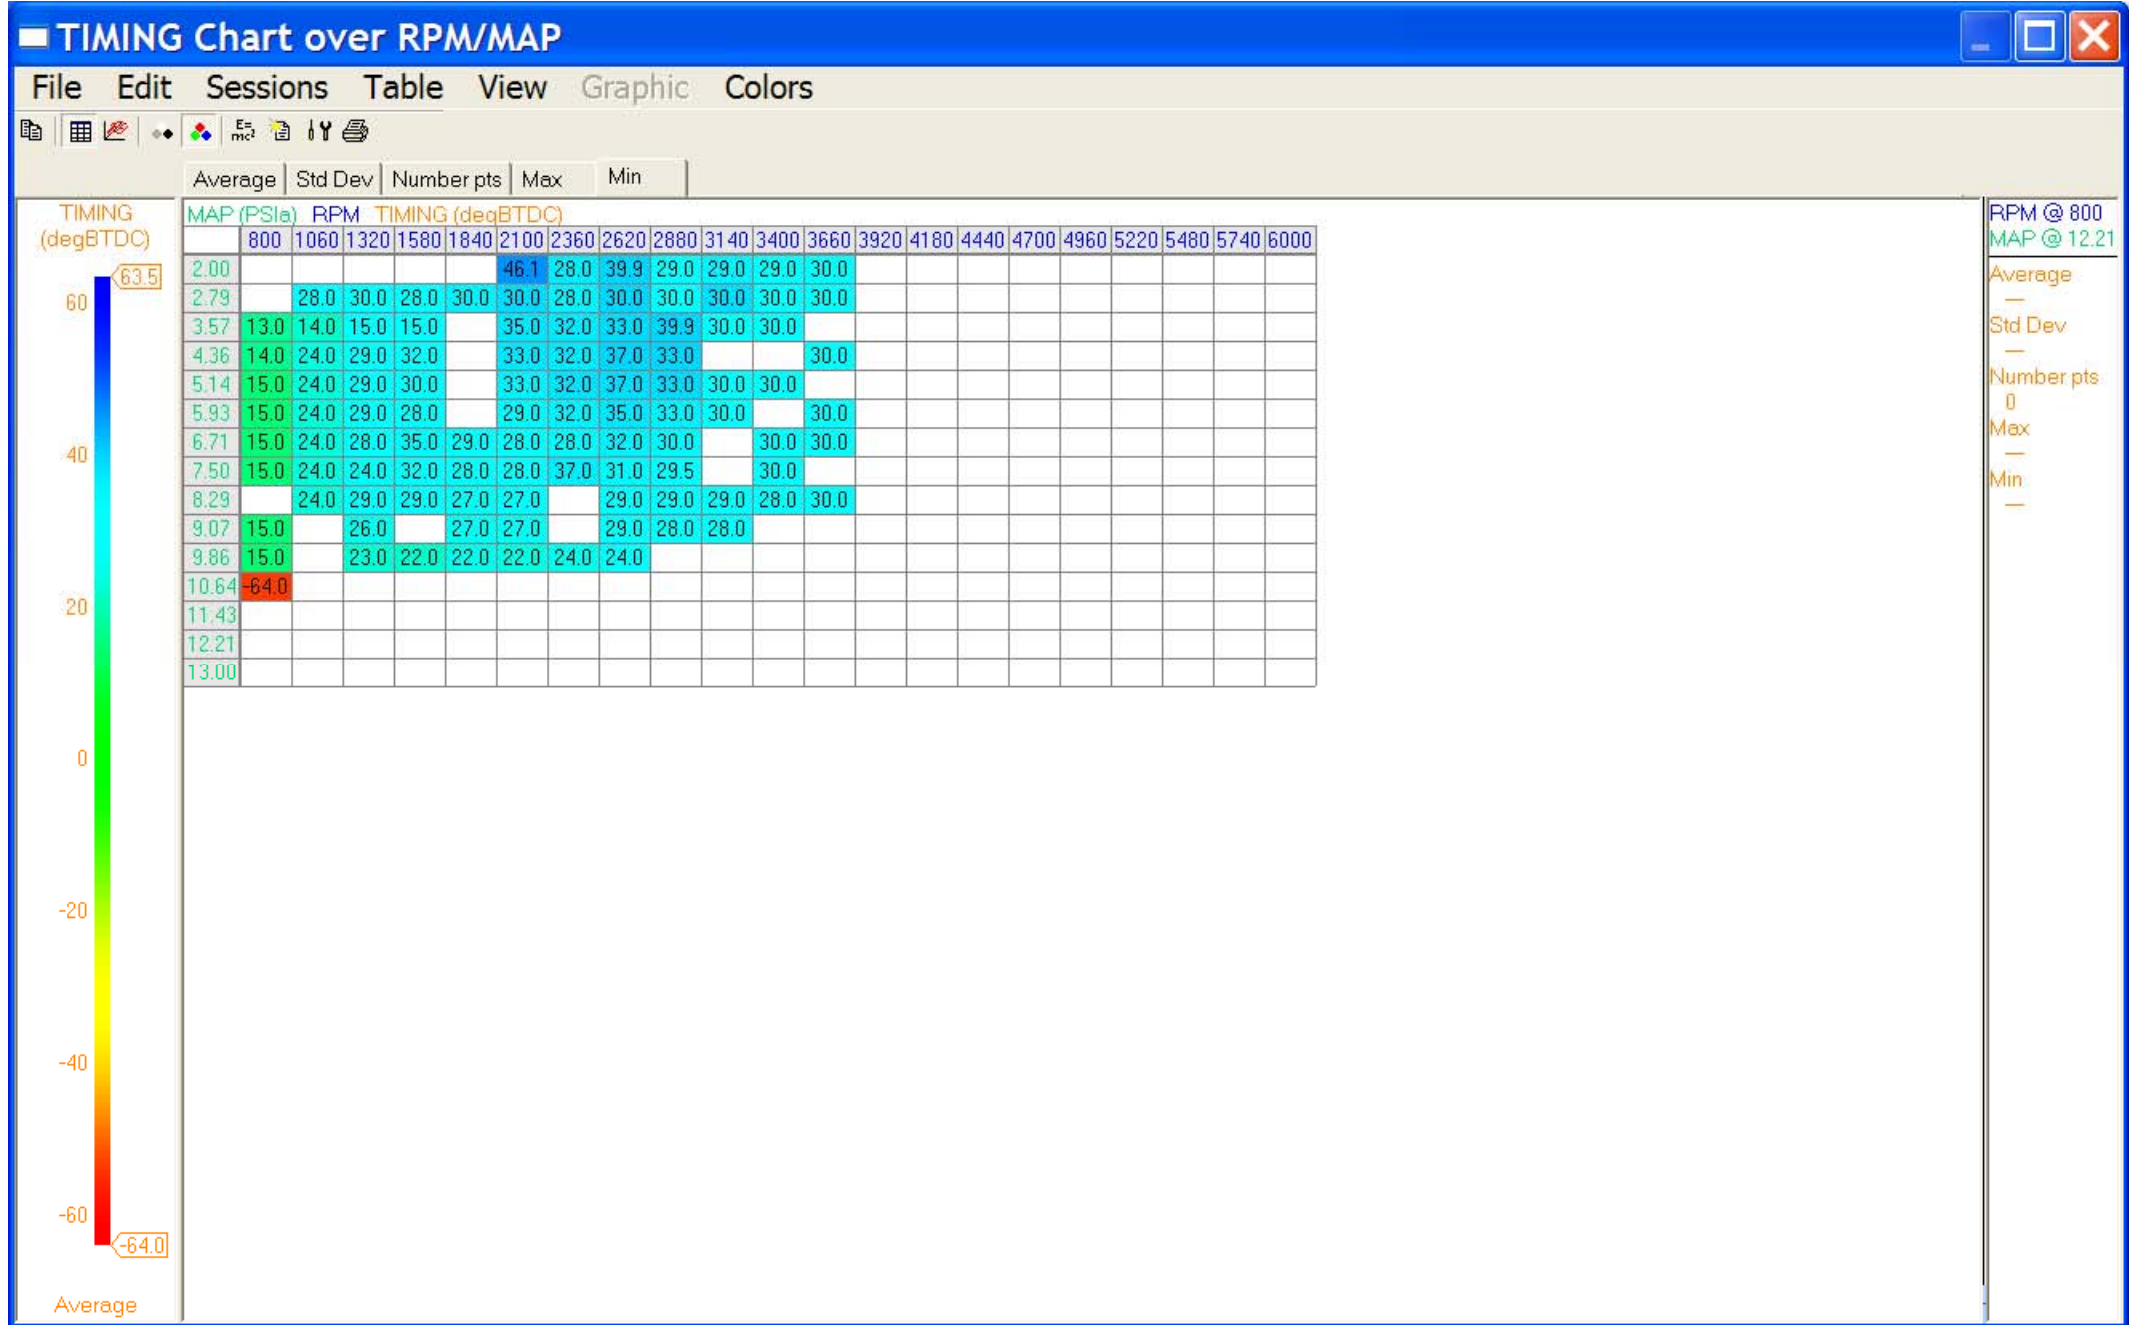 TIMING Chart over RPM/MAP
File Edit Sessions Table View Graphic Colors
E= mc²
Average Std Dev Number pts Max Min
TIMING
(degBTDC)
63.5
60
40
20
0
-20
-40
-60
-64.0
Average
MAP (PSIa) RPM TIMING (degBTDC)
800 1060 1320 1580 1840 2100 2360 2620 2880 3140 3400 3660 3920 4180 4440 4700 4960 5220 5480 5740 6000
2.00 46.1 28.0 39.9 29.0 29.0 29.0 30.0
2.79 28.0 30.0 28.0 30.0 30.0 28.0 30.0 30.0 30.0 30.0 30.0
3.57 13.0 14.0 15.0 15.0 35.0 32.0 33.0 39.9 30.0 30.0
4.36 14.0 24.0 29.0 32.0 33.0 32.0 37.0 33.0 30.0
5.14 15.0 24.0 29.0 30.0 33.0 32.0 37.0 33.0 30.0 30.0
5.93 15.0 24.0 29.0 28.0 29.0 32.0 35.0 33.0 30.0 30.0
6.71 15.0 24.0 28.0 35.0 29.0 28.0 28.0 32.0 30.0 30.0 30.0
7.50 15.0 24.0 24.0 32.0 28.0 28.0 37.0 31.0 29.5 30.0
8.29 24.0 29.0 29.0 27.0 27.0 29.0 29.0 29.0 28.0 30.0
9.07 15.0 26.0 27.0 27.0 29.0 28.0 28.0
9.86 15.0 23.0 22.0 22.0 22.0 24.0 24.0
10.64 -64.0
11.43
12.21
13.00
RPM @ 800
MAP @ 12.21
Average
—
Std Dev
—
Number pts
0
Max
—
Min
—